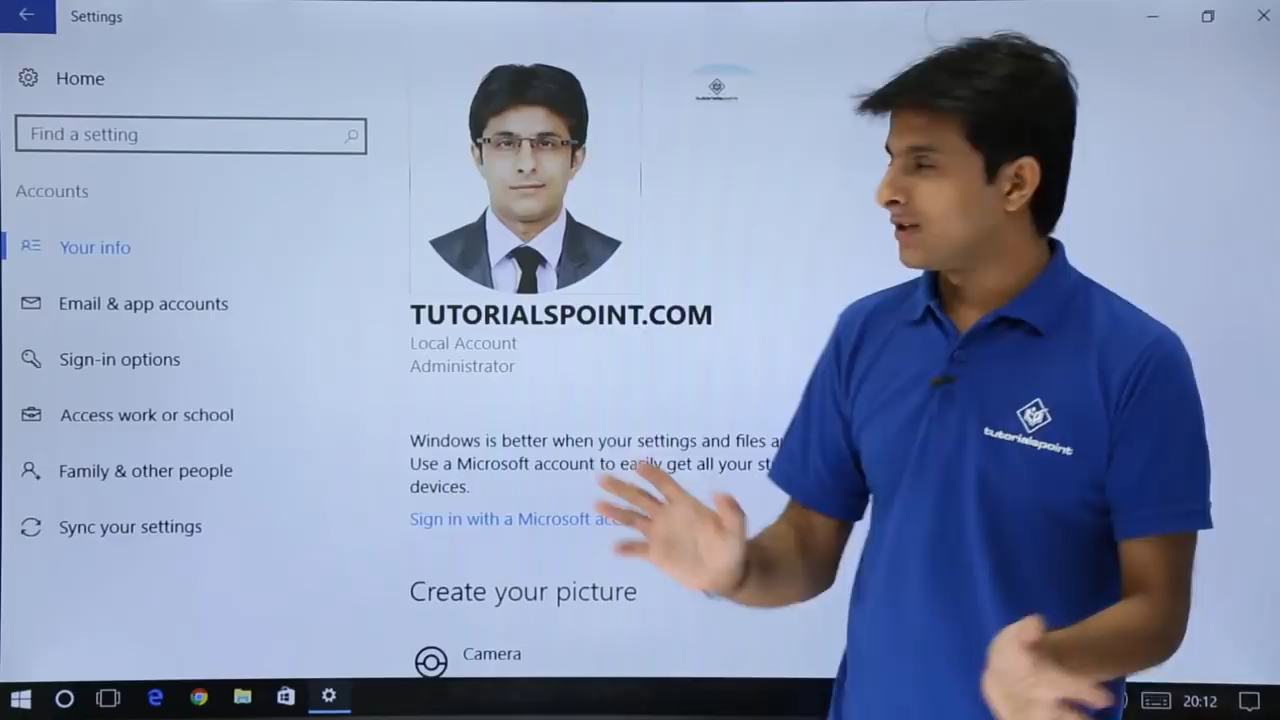 Settings
Home
Find a setting
Accounts
Your info
Email & app accounts
Sign-in options
Access work or school
Family & other people
Sync your settings
tutorialspoint
TUTORIALSPOINT.COM
Local Account
Administrator
Windows is better when your settings and files
Use a Microsoft account to easily get all your
devices.
Sign in with a Microsoft
Create your picture
Camera
tutorialspoint
20:12